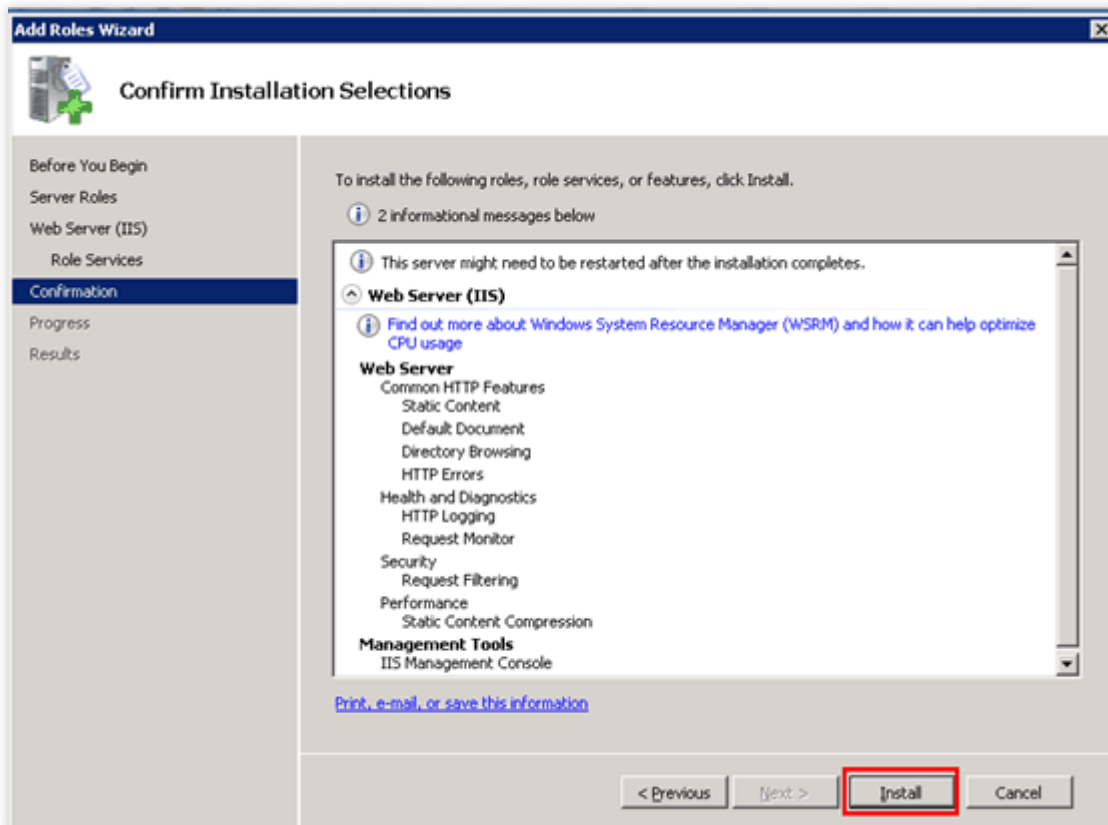 Add Roles Wizard
Confirm Installation Selections
Before You Begin
Server Roles
Web Server (IIS)
Role Services
Confirmation
Progress
Results
To install the following roles, role services, or features, click Install.
2 informational messages below
This server might need to be restarted after the installation completes.
Web Server (IIS)
Find out more about Windows System Resource Manager (WSRM) and how it can help optimize
CPU usage
Web Server
Common HTTP Features
Static Content
Default Document
Directory Browsing
HTTP Errors
Health and Diagnostics
HTTP Logging
Request Monitor
Security
Request Filtering
Performance
Static Content Compression
Management Tools
IIS Management Console
Print, e-mail, or save this information
< Previous
Next >
Install
Cancel